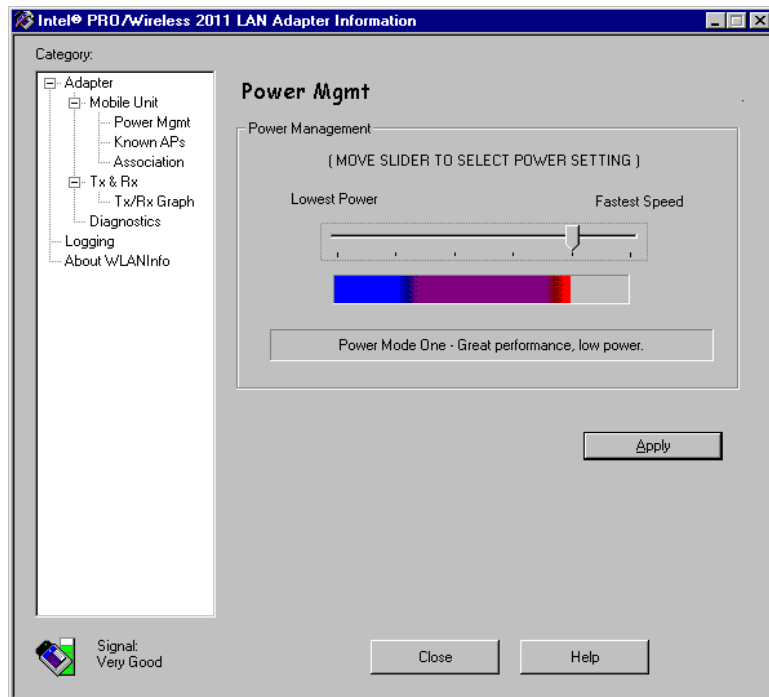 Intel® PRO/Wireless 2011 LAN Adapter Information
Category:
Adapter
Mobile Unit
Power Mgmt
Known APs
Association
Tx & Rx
Tx/Rx Graph
Diagnostics
Logging
About WLANInfo
Power Mgmt
Power Management
( MOVE SLIDER TO SELECT POWER SETTING )
Lowest Power
Fastest Speed
Power Mode One - Great performance, low power.
Apply
Signal:
Very Good
Close
Help